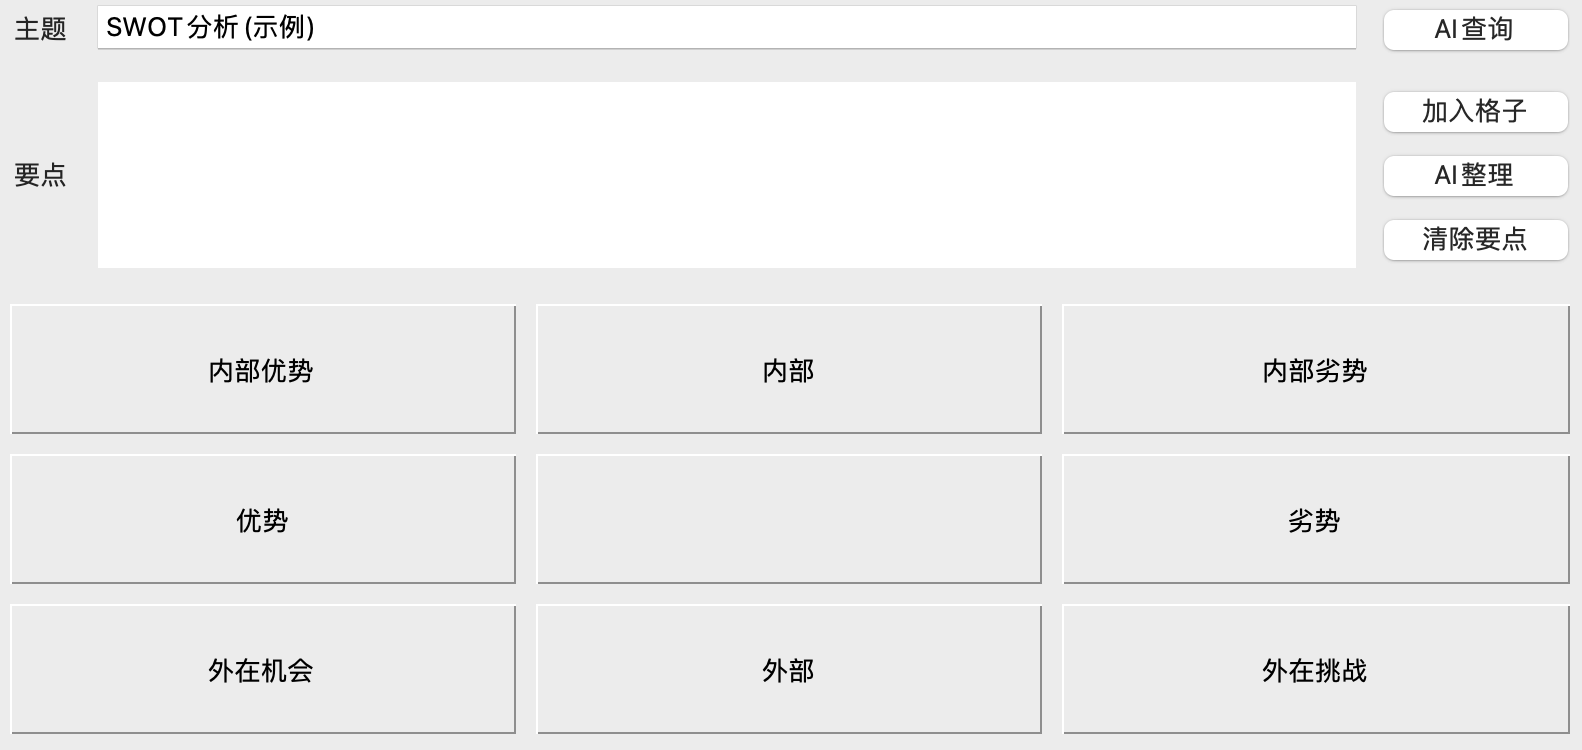 主题 SWOT分析(示例) AI查询
加入格子
要点 AI整理
清除要点
内部优势 内部 内部劣势
优势 劣势
外在机会 外部 外在挑战